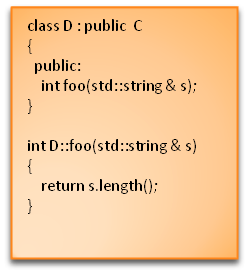 class D : public  C
{
  public:
    int foo(std::string & s);
}

int D::foo(std::string & s)
{
    return s.length();
}